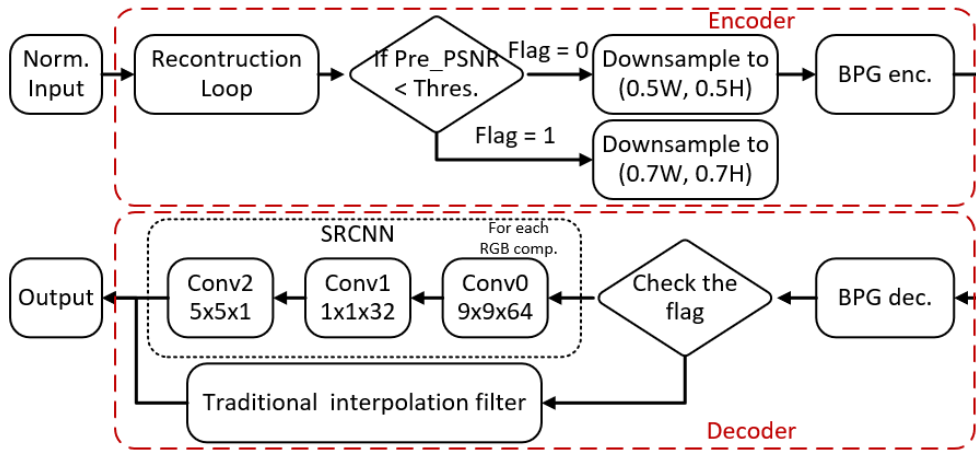 Encoder
Norm.
Input
Reconstruction
Loop
If Pre_PSNR
< Thres.
Flag = 0
Downsample to
(0.5W, 0.5H)
BPG enc.
Flag = 1
Downsample to
(0.7W, 0.7H)
SRCNN
For each
RGB comp.
Output
Conv2
5x5x1
Conv1
1x1x32
Conv0
9x9x64
Check the
flag
BPG dec.
Traditional interpolation filter
Decoder